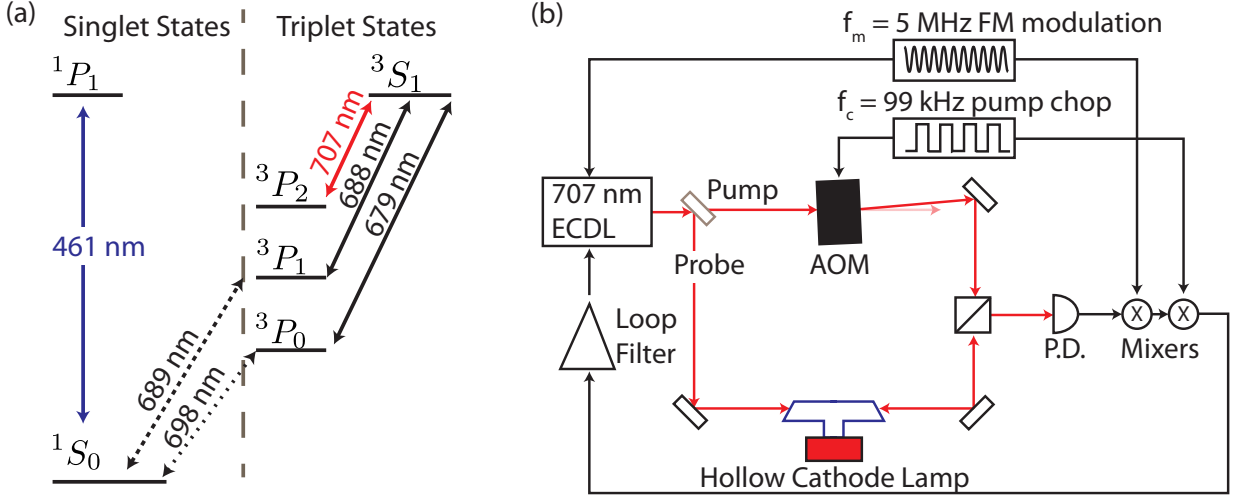 (a)
Singlet States
Triplet States
¹P₁
³S₁
707 nm
688 nm
679 nm
³P₂
461 nm
³P₁
³P₀
689 nm
698 nm
¹S₀
(b)
fₘ = 5 MHz FM modulation
f_c = 99 kHz pump chop
707 nm
ECDL
Pump
Probe
AOM
Loop
Filter
P.D.
X
X
Mixers
Hollow Cathode Lamp